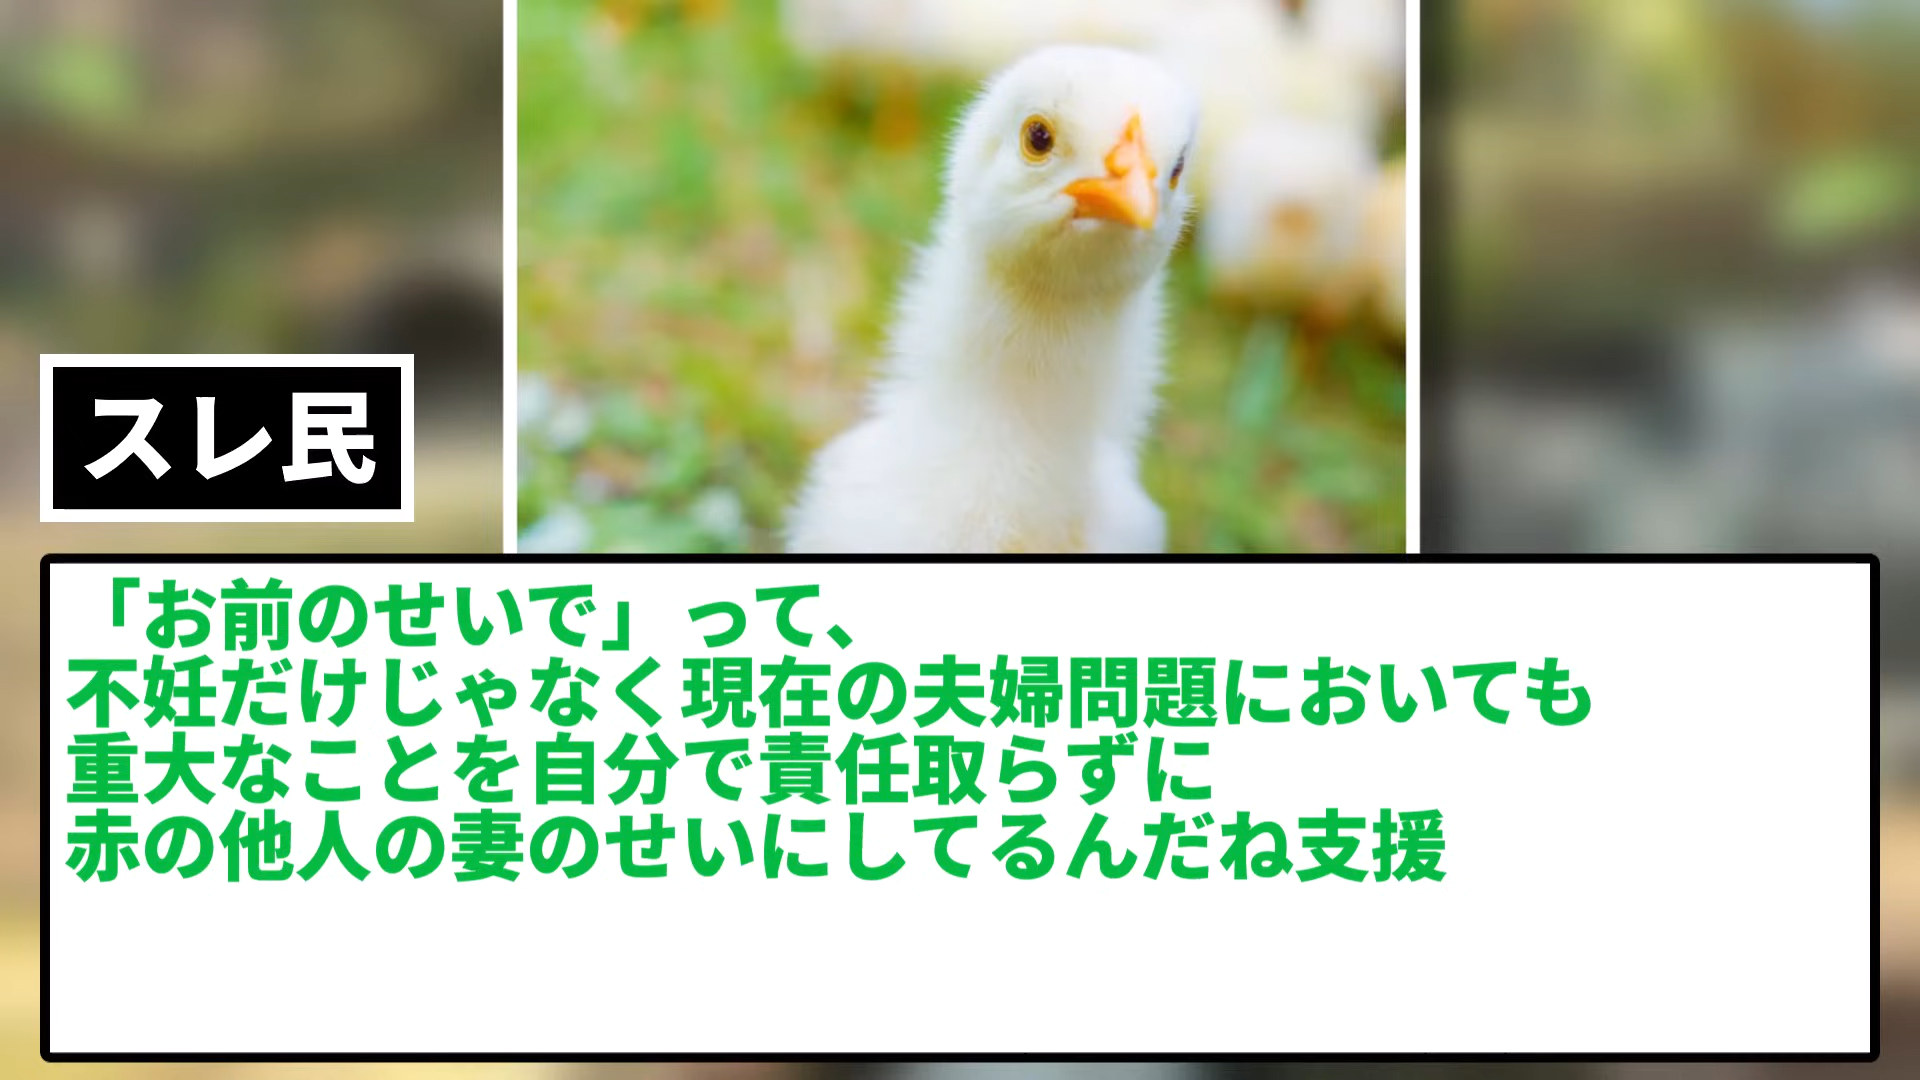 スレ民
「お前のせいで」って、
不妊だけじゃなく現在の夫婦問題においても
重大なことを自分で責任取らずに
赤の他人の妻のせいにしてるんだね支援